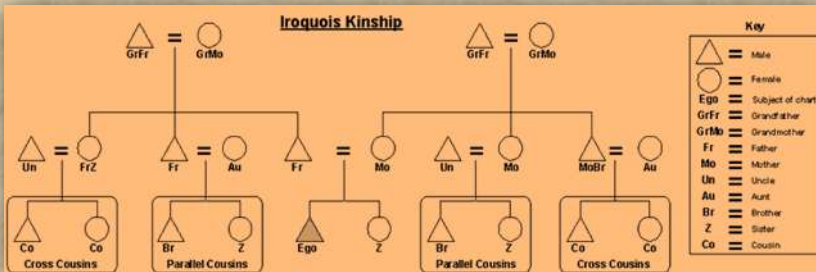 Iroquois Kinship
GrFr = GrMo
GrFr = GrMo
Un = FrZ
Fr = Au
Fr = Mo
Un = Mo
MoBr = Au
Co Co
Br Z
Ego Z
Br Z
Co Co
Cross Cousins
Parallel Cousins
Parallel Cousins
Cross Cousins
Key
= Male
= Female
Ego = Subject of chart
GrFr = Grandfather
GrMo = Grandmother
Fr = Father
Mo = Mother
Un = Uncle
Au = Aunt
Br = Brother
Z = Sister
Co = Cousin